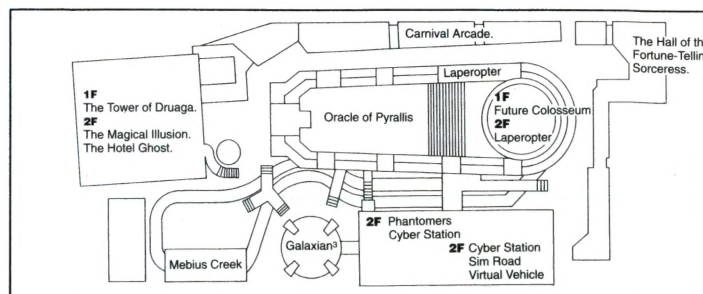 Carnival Arcade.
The Hall of
Fortune-
Sorceress.
Laperopter
1F
The Tower of Druaga.
2F
The Magical Illusion.
The Hotel Ghost.
Oracle of Pyrallis
1F
Future Colosseum
2F
Laperopter
2F Phantomers
Cyber Station
2F Cyber Station
Sim Road
Virtual Vehicle
Galaxian³
Mebius Creek